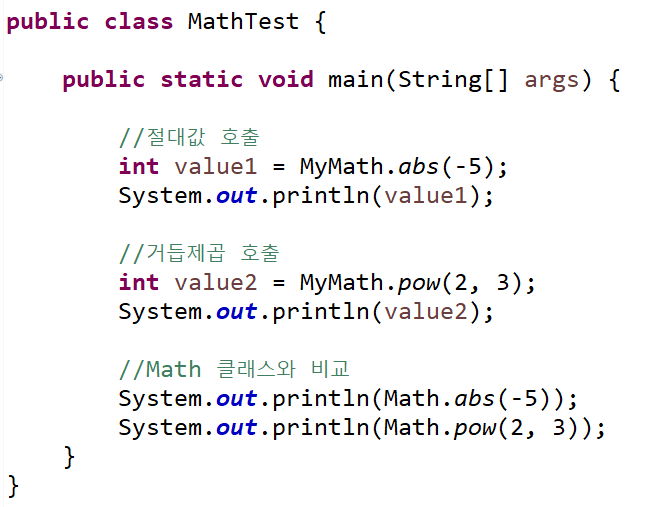 public class MathTest {
public static void main(String[] args) {
//절대값 호출
int value1 = MyMath.abs(-5);
System.out.println(value1);
//거듭제곱 호출
int value2 = MyMath.pow(2, 3);
System.out.println(value2);
//Math 클래스와 비교
System.out.println(Math.abs(-5));
System.out.println(Math.pow(2, 3));
}
}